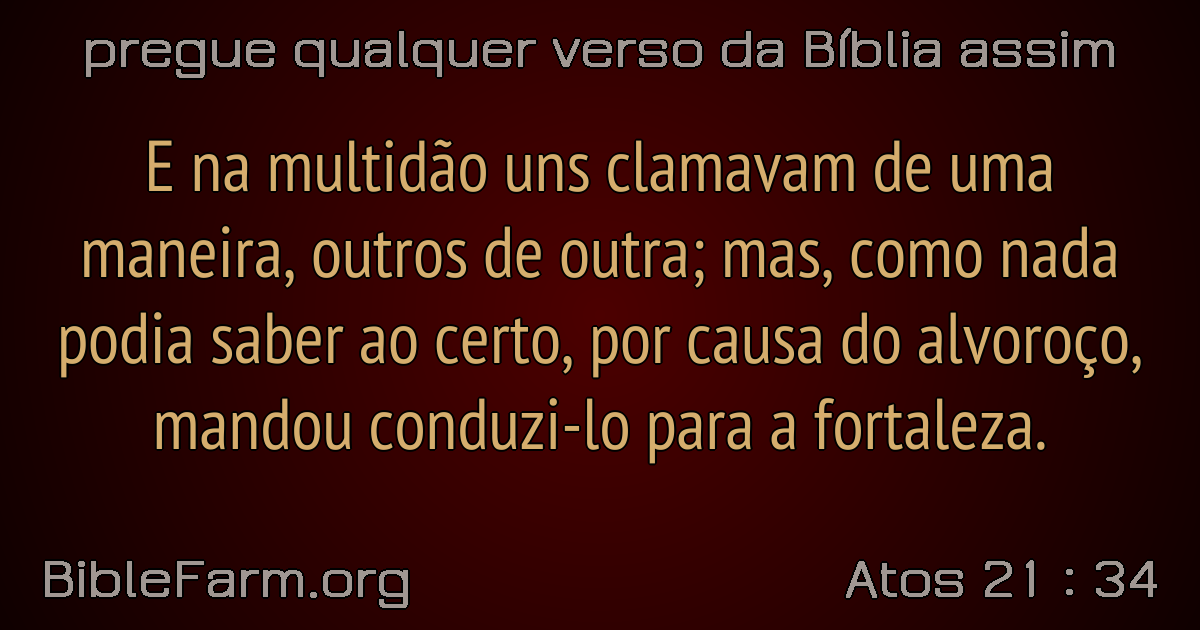 pregue qualquer verso da Bíblia assim
E na multidão uns clamavam de uma
maneira, outros de outra; mas, como nada
podia saber ao certo, por causa do alvoroço,
mandou conduzi-lo para a fortaleza.
BibleFarm.org
Atos 21 : 34